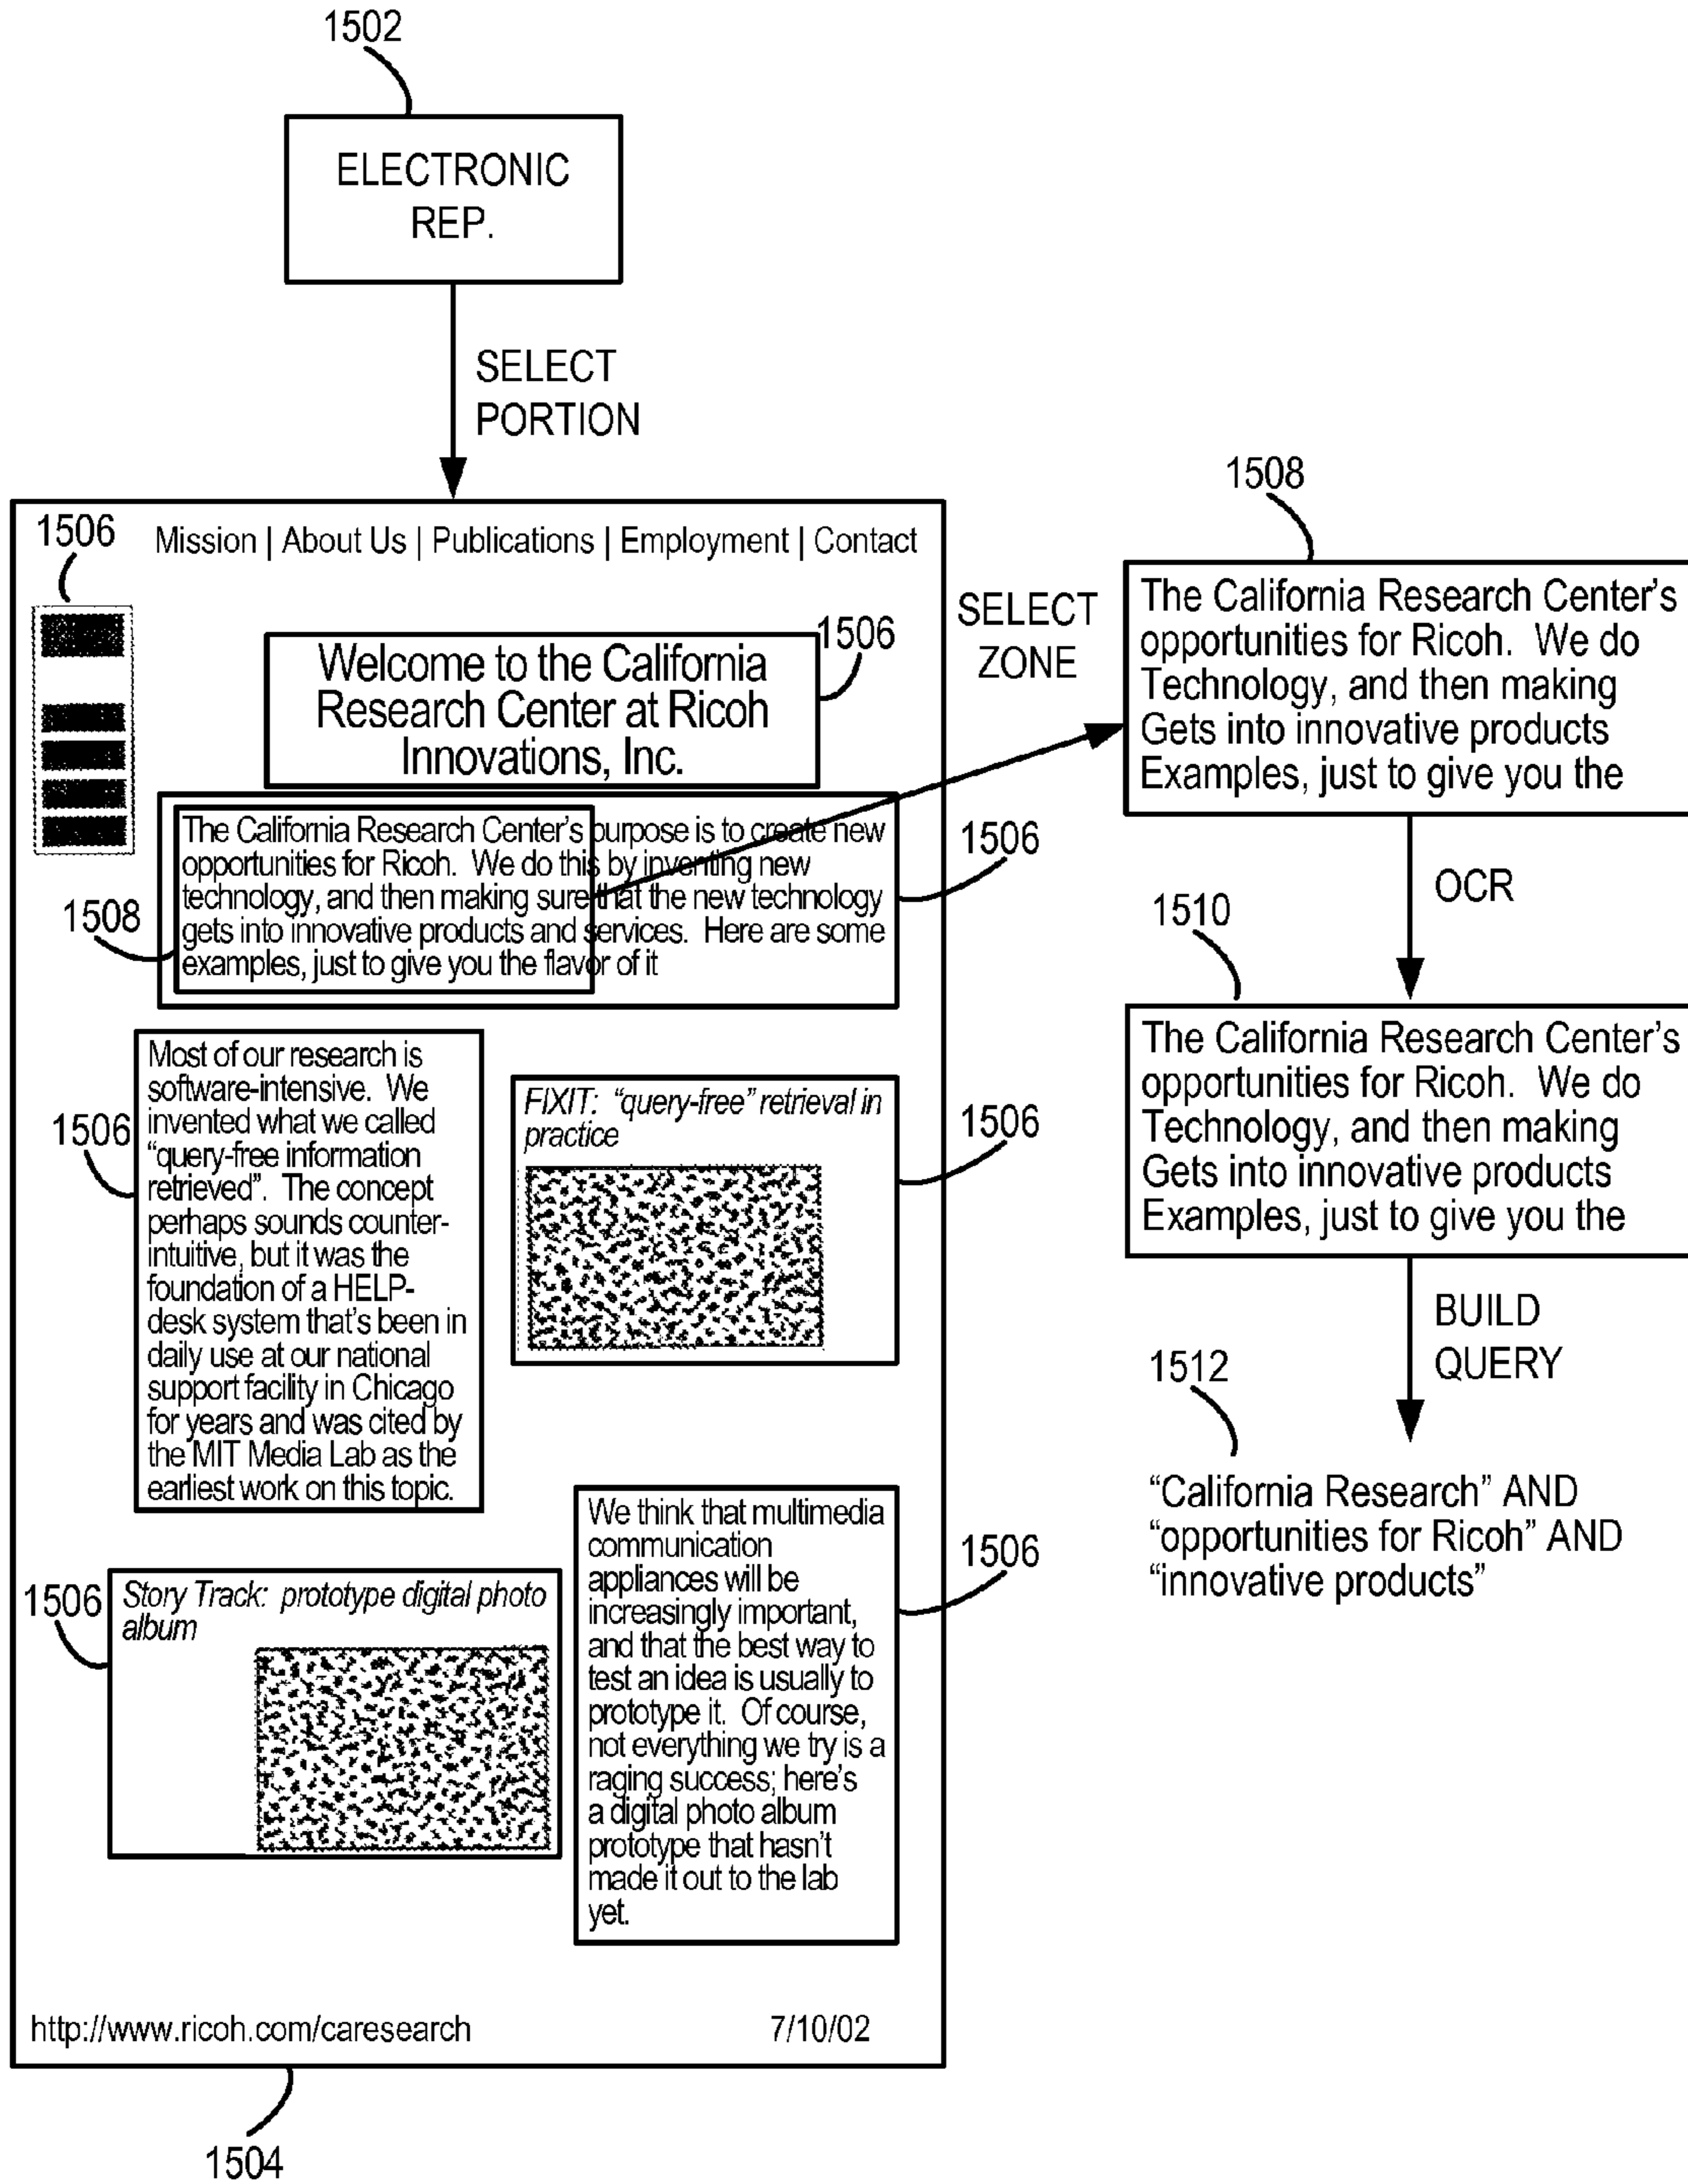 1502
ELECTRONIC
REP.
SELECT
PORTION
1506
Mission | About Us | Publications | Employment | Contact
1506
Welcome to the California
Research Center at Ricoh
Innovations, Inc.
The California Research Center's purpose is to create new
opportunities for Ricoh. We do this by inventing new
technology, and then making sure that the new technology
gets into innovative products and services. Here are some
examples, just to give you the flavor of it
1506
1508
Most of our research is
software-intensive. We
invented what we called
“query-free information
retrieved”. The concept
perhaps sounds counter-
intuitive, but it was the
foundation of a HELP-
desk system that's been in
daily use at our national
support facility in Chicago
for years and was cited by
the MIT Media Lab as the
earliest work on this topic.
1506
FIXIT: “query-free” retrieval in
practice
1506
1506
Story Track: prototype digital photo
album
We think that multimedia
communication
appliances will be
increasingly important,
and that the best way to
test an idea is usually to
prototype it. Of course,
not everything we try is a
raging success; here's
a digital photo album
prototype that hasn't
made it out to the lab
yet.
1506
http://www.ricoh.com/caresearch
7/10/02
1504
SELECT
ZONE
1508
The California Research Center's
opportunities for Ricoh. We do
Technology, and then making
Gets into innovative products
Examples, just to give you the
OCR
1510
The California Research Center's
opportunities for Ricoh. We do
Technology, and then making
Gets into innovative products
Examples, just to give you the
BUILD
QUERY
1512
“California Research” AND
“opportunities for Ricoh” AND
“innovative products”